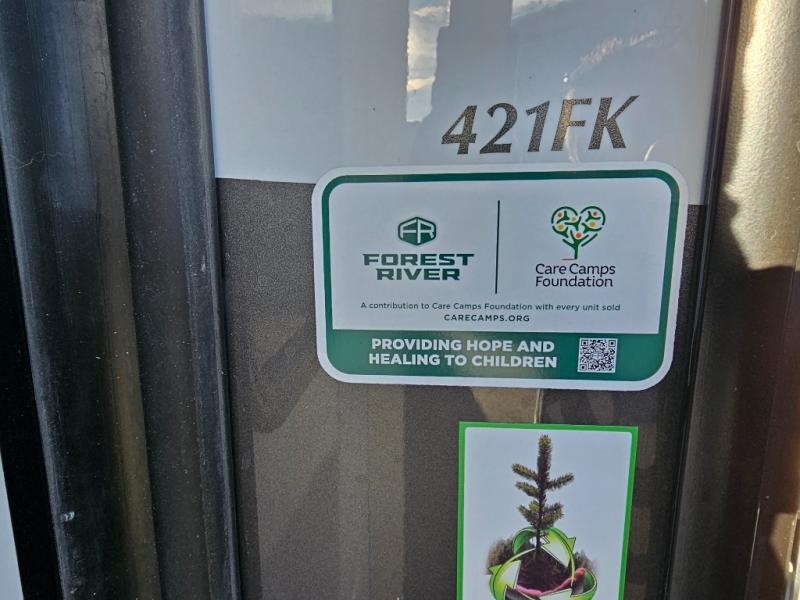 421FK
FR
FOREST
RIVER
Care Camps
Foundation
A contribution to Care Camps Foundation with every unit sold
CARECAMPS.ORG
PROVIDING HOPE AND
HEALING TO CHILDREN